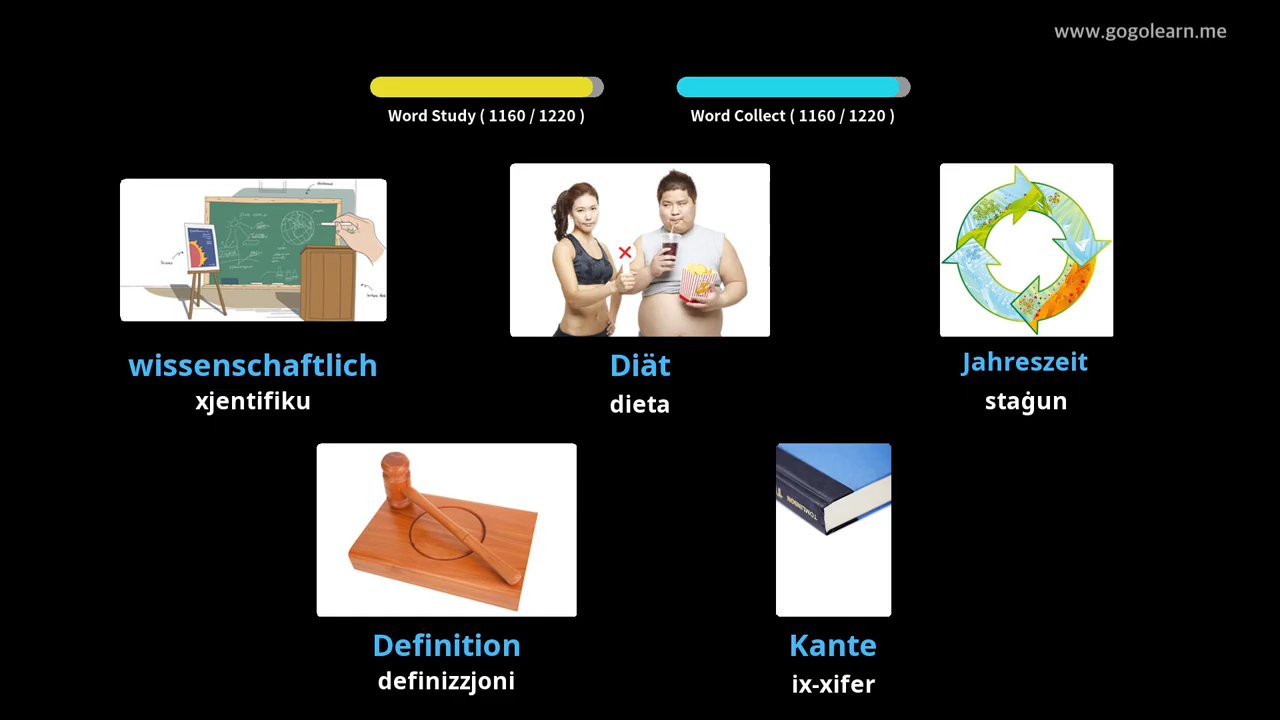 www.gogolearn.me
Word Study ( 1160 / 1220 )
Word Collect ( 1160 / 1220 )
wissenschaftlich
xjentifiku
Diät
dieta
Jahreszeit
staġun
TOMLINSON
Definition
definizzjoni
Kante
ix-xifer